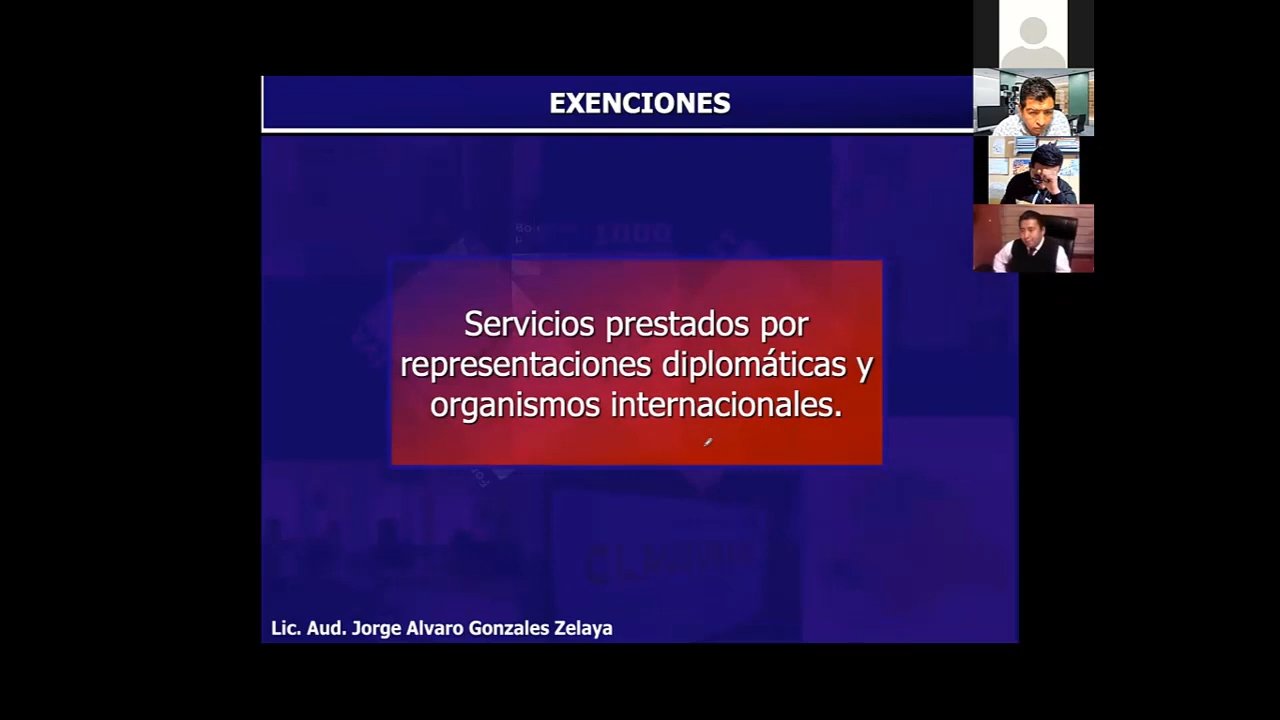 EXENCIONES
Servicios prestados por
representaciones diplomáticas y
organismos internacionales.
Lic. Aud. Jorge Alvaro Gonzales Zelaya